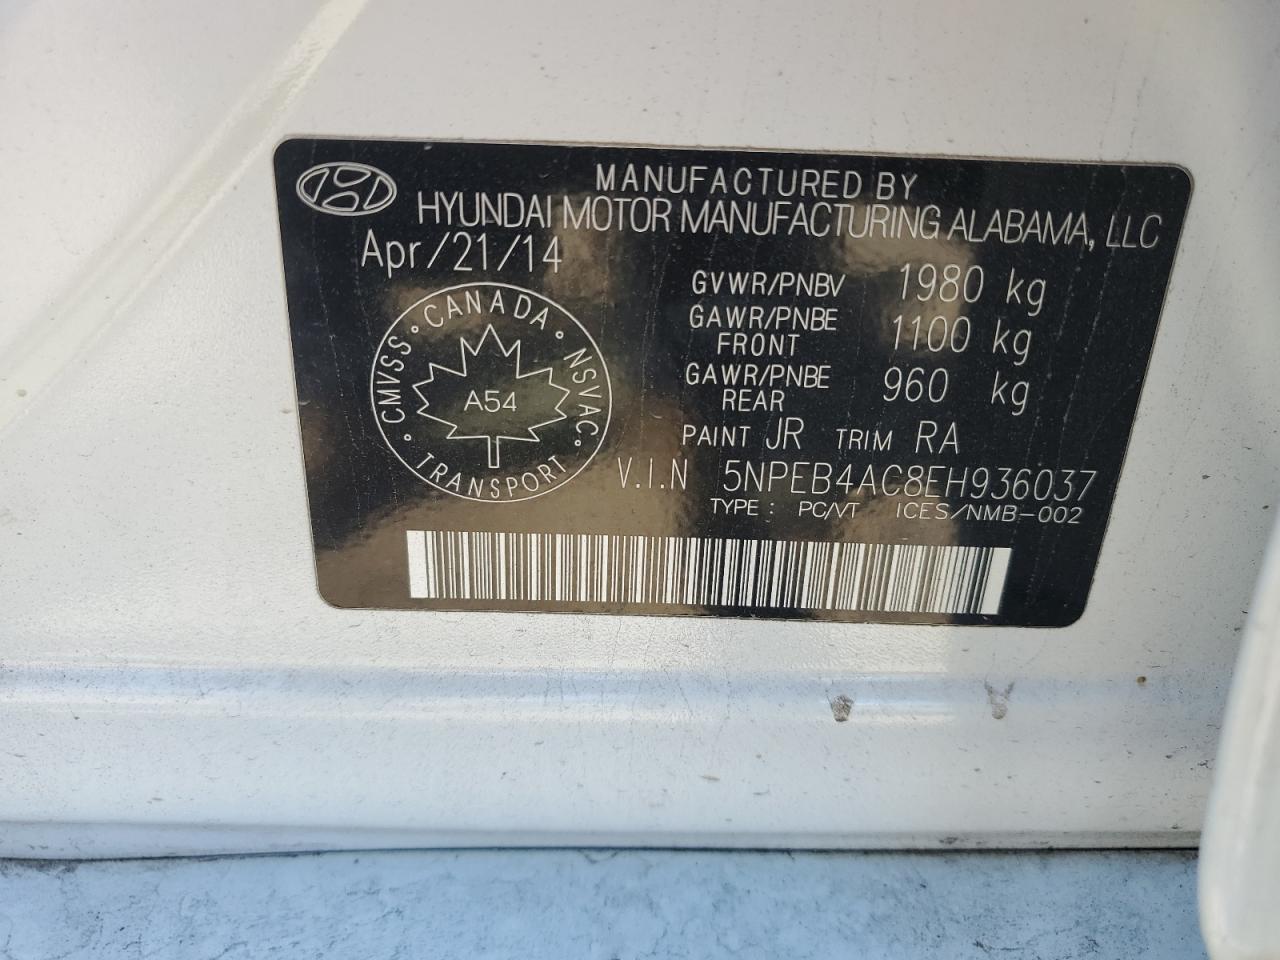 MANUFACTURED BY
HYUNDAI MOTOR MANUFACTURING ALABAMA, LLC
Apr/21/14
GVWR/PNBV 1980 kg
GAWR/PNBE FRONT 1100 kg
GAWR/PNBE REAR 960 kg
PAINT JR TRIM RA
V.I.N 5NPEB4AC8EH936037
TYPE : PC/VT ICES/NMB-002
CANADA
CMVSS · NSVAC
A54
TRANSPORT